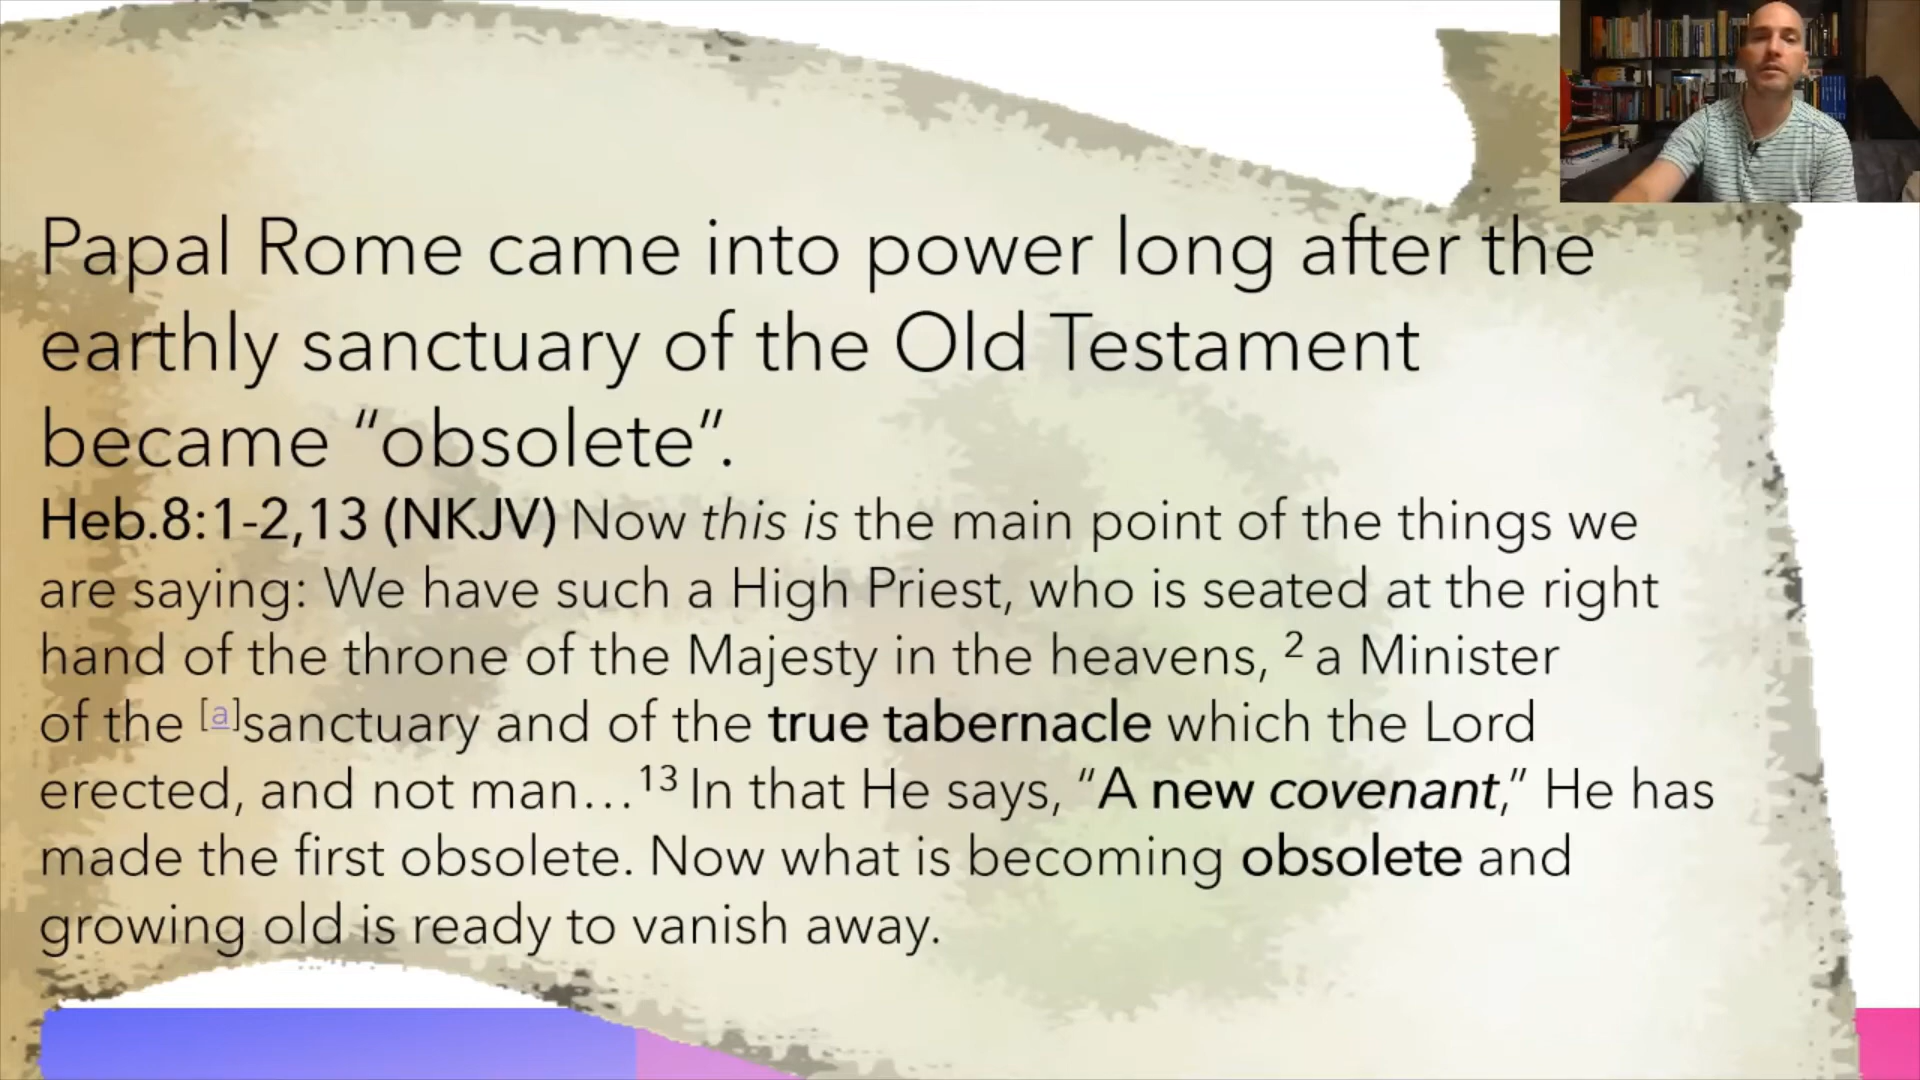 Papal Rome came into power long after the
earthly sanctuary of the Old Testament
became “obsolete”.
Heb.8:1-2,13 (NKJV) Now this is the main point of the things we
are saying: We have such a High Priest, who is seated at the right
hand of the throne of the Majesty in the heavens, 2 a Minister
of the [a]sanctuary and of the true tabernacle which the Lord
erected, and not man…13 In that He says, “A new covenant,” He has
made the first obsolete. Now what is becoming obsolete and
growing old is ready to vanish away.